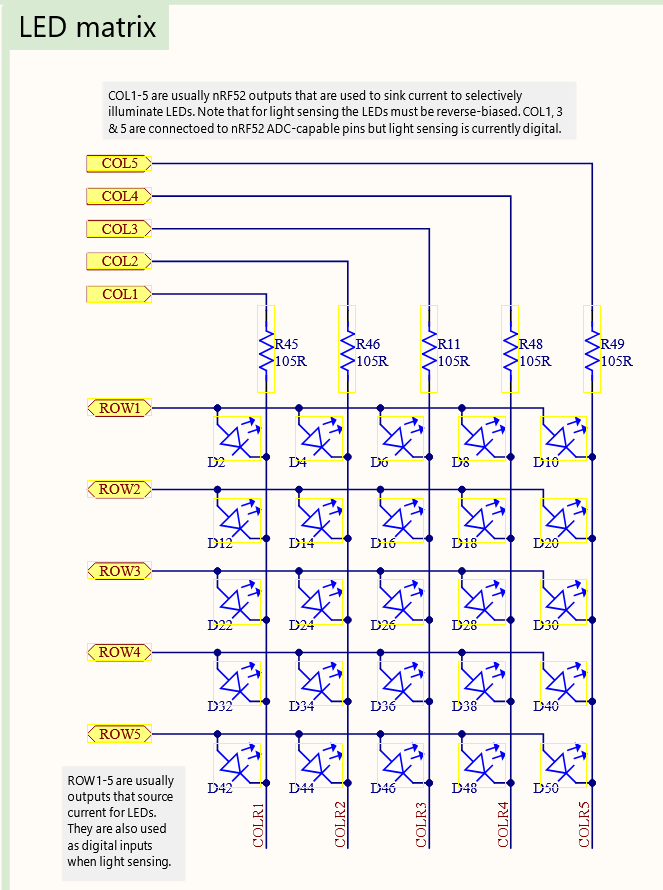 LED matrix
COL1-5 are usually nRF52 outputs that are used to sink current to selectively
illuminate LEDs. Note that for light sensing the LEDs must be reverse-biased. COL1, 3
& 5 are connectoed to nRF52 ADC-capable pins but light sensing is currently digital.
COL5
COL4
COL3
COL2
COL1
R45 R46 R11 R48 R49
105R 105R 105R 105R 105R
ROW1
D2 D4 D6 D8 D10
ROW2
D12 D14 D16 D18 D20
ROW3
D22 D24 D26 D28 D30
ROW4
D32 D34 D36 D38 D40
ROW5
D42 D44 D46 D48 D50
ROW1-5 are usually
outputs that source
current for LEDs.
They are also used
as digital inputs
when light sensing.
COLR1 COLR2 COLR3 COLR4 COLR5